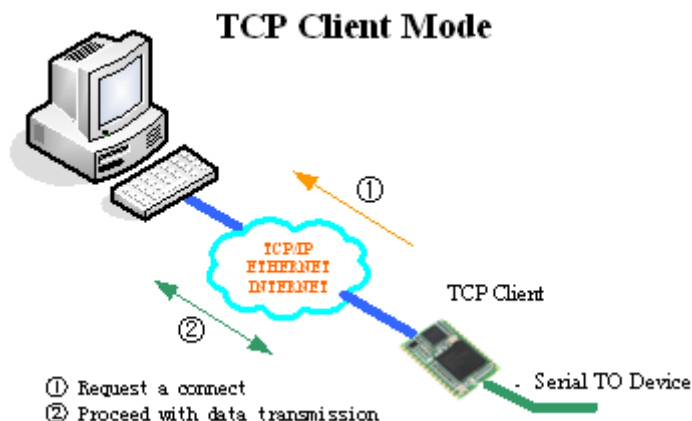 TCP Client Mode
①
TCP/IP
ETHERNET
INTERNET
TCP Client
②
- Serial TO Device
① Request a connect
② Proceed with data transmission